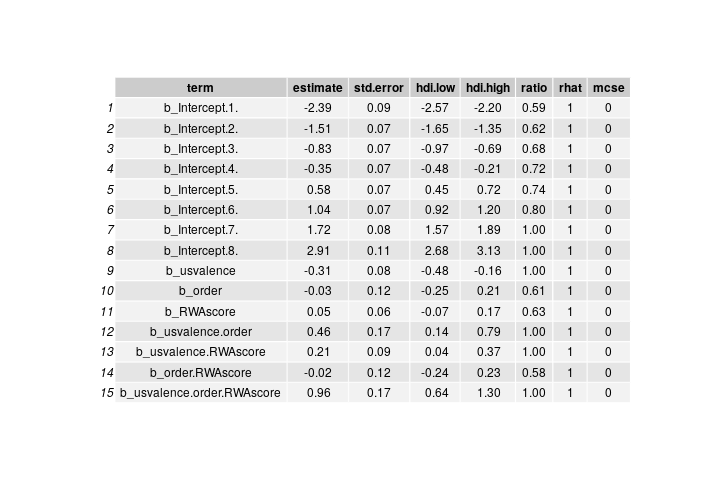 term estimate std.error hdi.low hdi.high ratio rhat mcse
1 b_Intercept.1. -2.39 0.09 -2.57 -2.20 0.59 1 0
2 b_Intercept.2. -1.51 0.07 -1.65 -1.35 0.62 1 0
3 b_Intercept.3. -0.83 0.07 -0.97 -0.69 0.68 1 0
4 b_Intercept.4. -0.35 0.07 -0.48 -0.21 0.72 1 0
5 b_Intercept.5. 0.58 0.07 0.45 0.72 0.74 1 0
6 b_Intercept.6. 1.04 0.07 0.92 1.20 0.80 1 0
7 b_Intercept.7. 1.72 0.08 1.57 1.89 1.00 1 0
8 b_Intercept.8. 2.91 0.11 2.68 3.13 1.00 1 0
9 b_usvalence -0.31 0.08 -0.48 -0.16 1.00 1 0
10 b_order -0.03 0.12 -0.25 0.21 0.61 1 0
11 b_RWAscore 0.05 0.06 -0.07 0.17 0.63 1 0
12 b_usvalence.order 0.46 0.17 0.14 0.79 1.00 1 0
13 b_usvalence.RWAscore 0.21 0.09 0.04 0.37 1.00 1 0
14 b_order.RWAscore -0.02 0.12 -0.24 0.23 0.58 1 0
15 b_usvalence.order.RWAscore 0.96 0.17 0.64 1.30 1.00 1 0